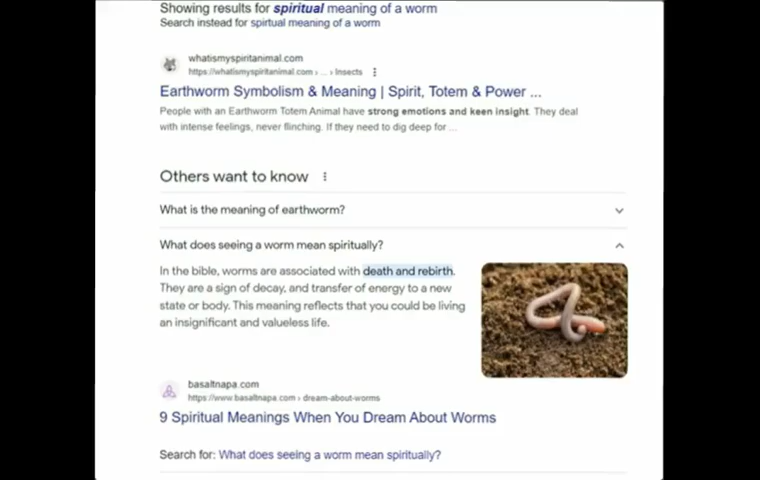 Showing results for spiritual meaning of a worm
Search instead for spirtual meaning of a worm
whatismyspiritanimal.com
https://whatismyspiritanimal.com › ... › Insects
Earthworm Symbolism & Meaning | Spirit, Totem & Power ...
People with an Earthworm Totem Animal have strong emotions and keen insight. They deal
with intense feelings, never flinching. If they need to dig deep for ...
Others want to know
What is the meaning of earthworm?
What does seeing a worm mean spiritually?
In the bible, worms are associated with death and rebirth.
They are a sign of decay, and transfer of energy to a new
state or body. This meaning reflects that you could be living
an insignificant and valueless life.
basaltnapa.com
https://www.basaltnapa.com › dream-about-worms
9 Spiritual Meanings When You Dream About Worms
Search for: What does seeing a worm mean spiritually?